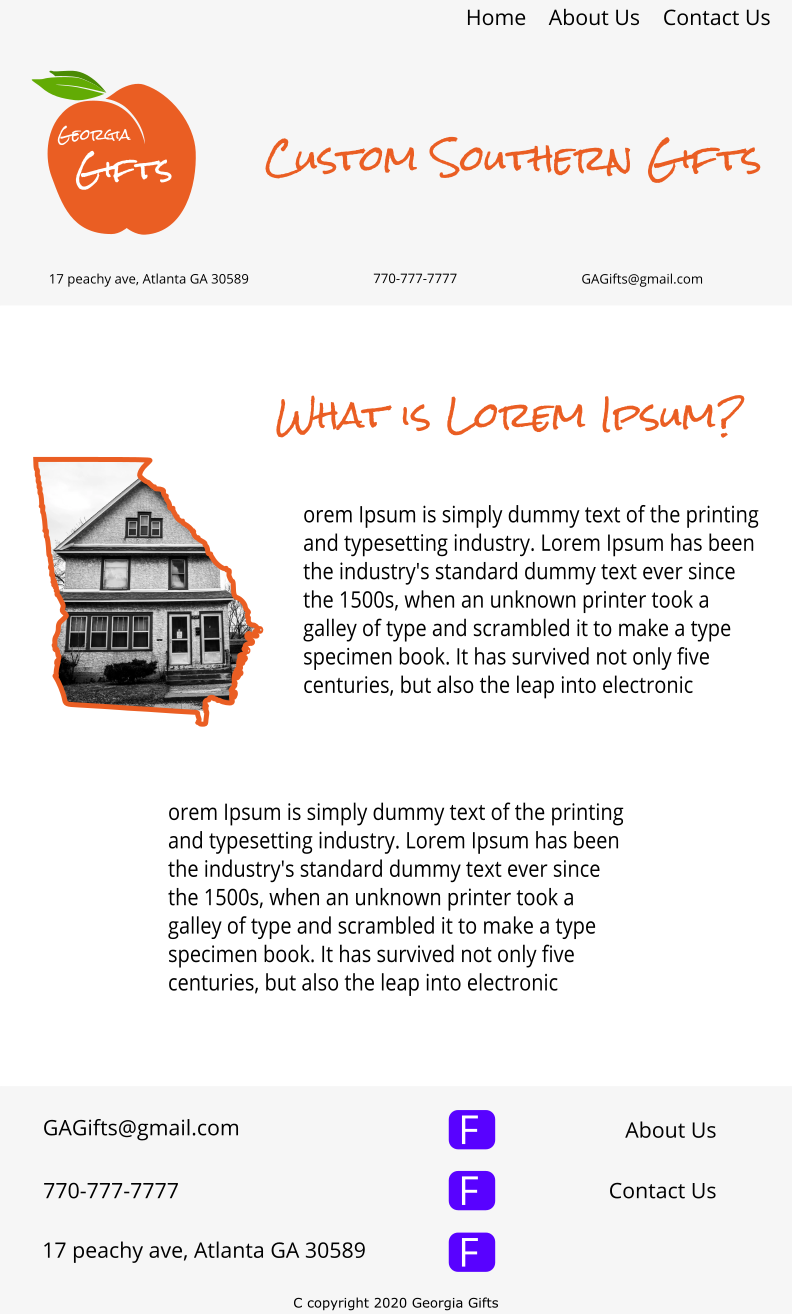 Home About Us Contact Us
Georgia
Gifts
Custom Southern Gifts
17 peachy ave, Atlanta GA 30589 770-777-7777 GAGifts@gmail.com
What is Lorem Ipsum?
orem Ipsum is simply dummy text of the printing
and typesetting industry. Lorem Ipsum has been
the industry's standard dummy text ever since
the 1500s, when an unknown printer took a
galley of type and scrambled it to make a type
specimen book. It has survived not only five
centuries, but also the leap into electronic
orem Ipsum is simply dummy text of the printing
and typesetting industry. Lorem Ipsum has been
the industry's standard dummy text ever since
the 1500s, when an unknown printer took a
galley of type and scrambled it to make a type
specimen book. It has survived not only five
centuries, but also the leap into electronic
GAGifts@gmail.com F About Us
770-777-7777 F Contact Us
17 peachy ave, Atlanta GA 30589 F
C copyright 2020 Georgia Gifts